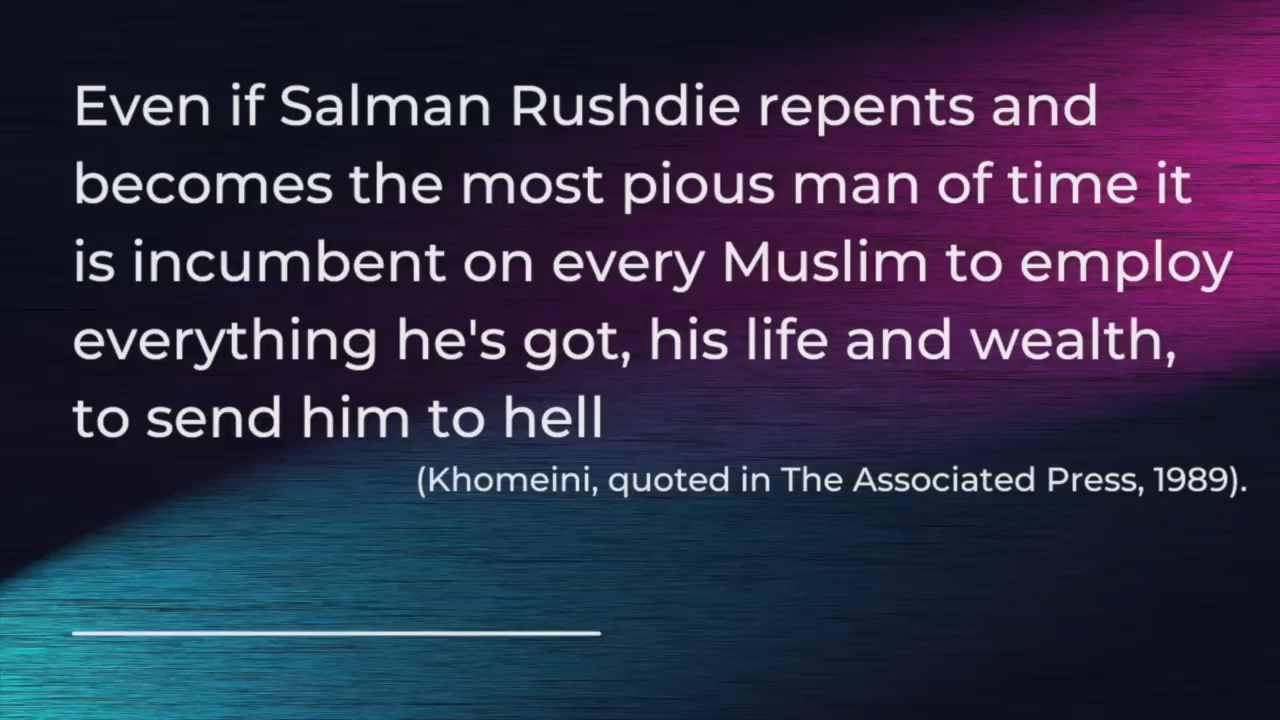 Even if Salman Rushdie repents and
becomes the most pious man of time it
is incumbent on every Muslim to employ
everything he's got, his life and wealth,
to send him to hell
(Khomeini, quoted in The Associated Press, 1989).